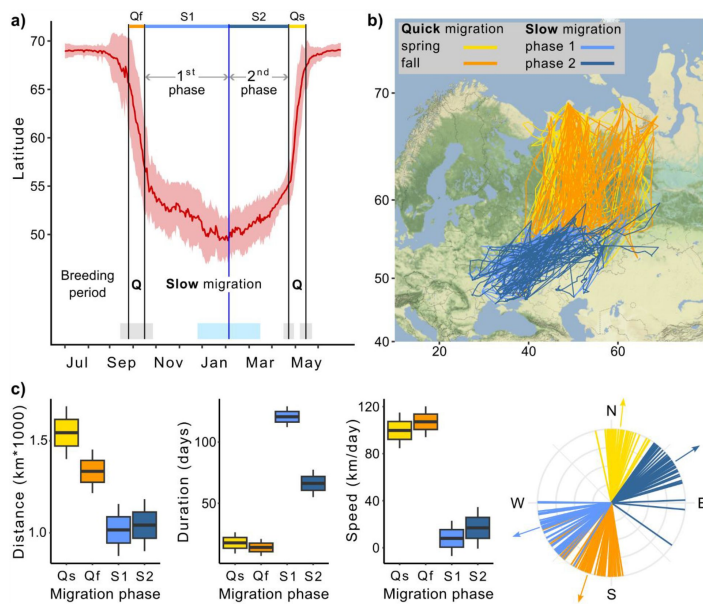 a)
Qf S1 S2 Qs
70
65
60
55
50
Latitude
1st phase
2nd phase
Breeding period
Q
Slow migration
Q
Jul Sep Nov Jan Mar May
b)
Quick migration
spring
fall
Slow migration
phase 1
phase 2
70
60
50
40
10 20 40 60
c)
Distance (km*1000)
1.5
1.0
Qs Qf S1 S2
Migration phase
Duration (days)
100
50
Qs Qf S1 S2
Migration phase
Speed (km/day)
120
80
40
0
Qs Qf S1 S2
Migration phase
N
W
E
S